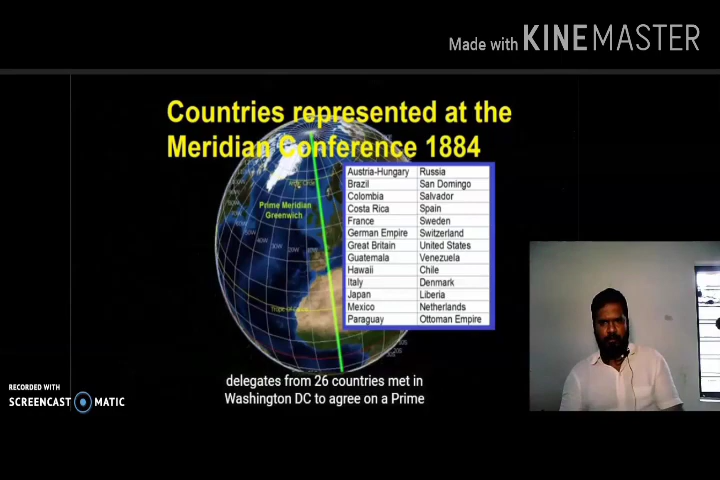 Made with KINEMASTER
Countries represented at the
Meridian Conference 1884
Austria-Hungary Russia
Brazil San Domingo
Colombia Salvador
Costa Rica Spain
France Sweden
German Empire Switzerland
Great Britain United States
Guatemala Venezuela
Hawaii Chile
Italy Denmark
Japan Liberia
Mexico Netherlands
Paraguay Ottoman Empire
Prime Meridian
Greenwich
delegates from 26 countries met in
Washington DC to agree on a Prime
RECORDED WITH
SCREENCAST MATIC